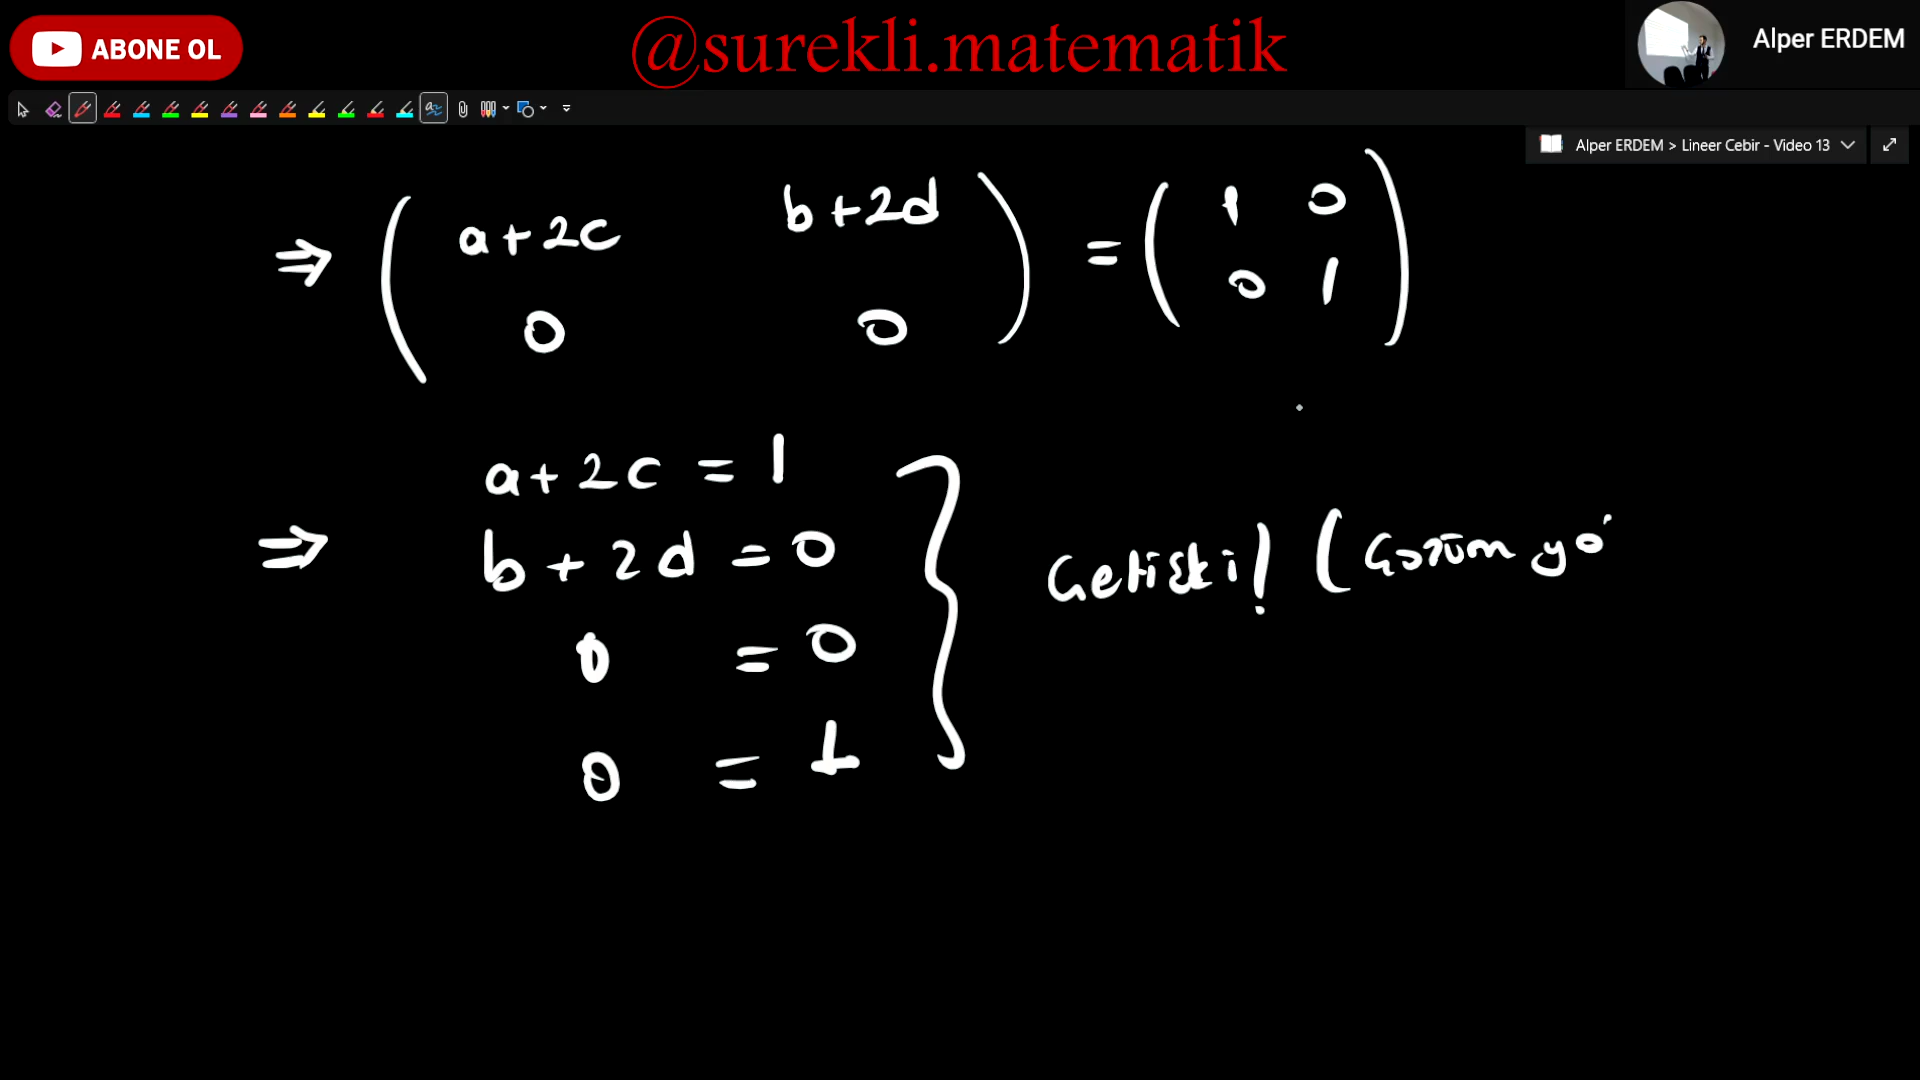 ABONE OL
@surekli.matematik
Alper ERDEM
Alper ERDEM > Lineer Cebir - Video 13
⇒ ( a+2c b+2d ) = ( 1 0 )
0 0 0 1
a+2c = 1
⇒ b+2d = 0 Çelişki! (Çözüm yo
0 = 0
0 = 1